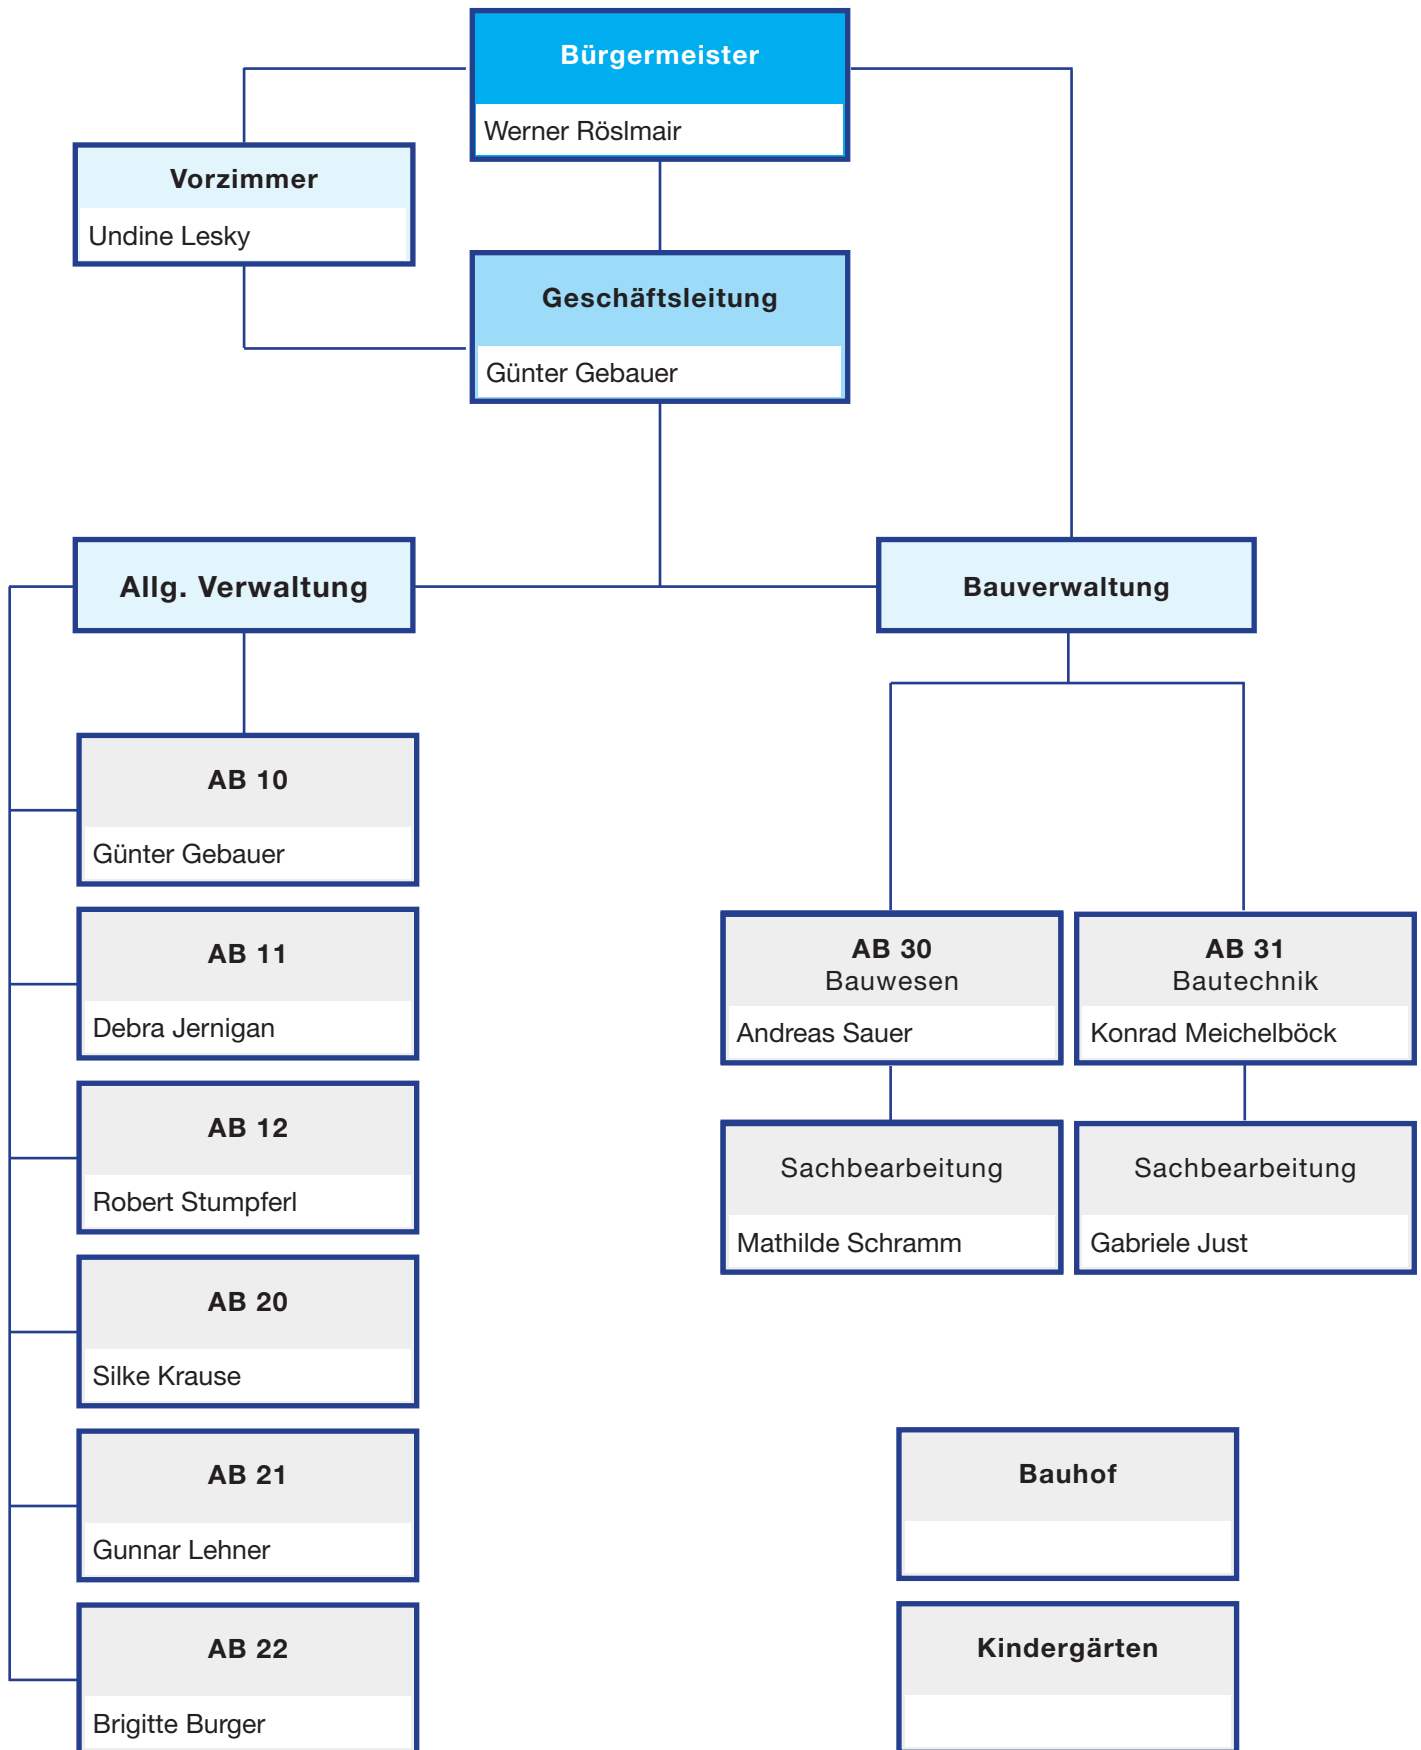 Bürgermeister
Werner Röslmair
Vorzimmer
Undine Lesky
Geschäftsleitung
Günter Gebauer
Allg. Verwaltung
Bauverwaltung
AB 10
Günter Gebauer
AB 11
Debra Jernigan
AB 12
Robert Stumpferl
AB 20
Silke Krause
AB 21
Gunnar Lehner
AB 22
Brigitte Burger
AB 30
Bauwesen
Andreas Sauer
Sachbearbeitung
Mathilde Schramm
AB 31
Bautechnik
Konrad Meichelböck
Sachbearbeitung
Gabriele Just
Bauhof
Kindergärten